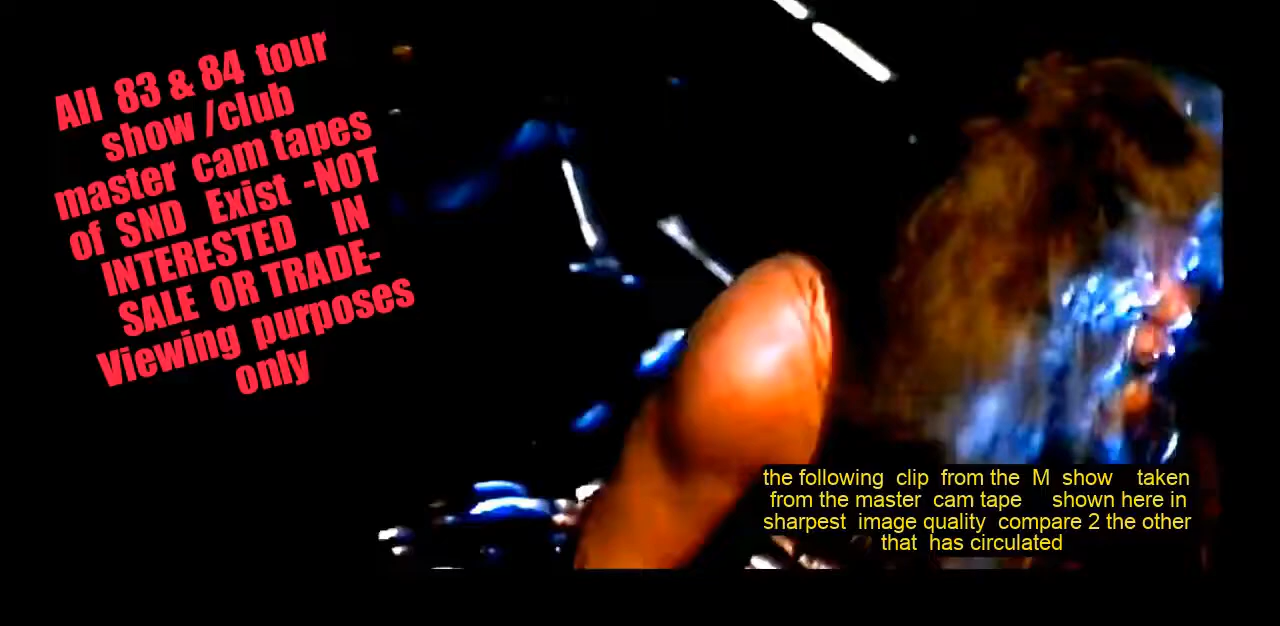 All 83 & 84 tour
show /club
master cam tapes
of SND Exist -NOT
INTERESTED IN
SALE OR TRADE-
Viewing purposes
only
the following clip from the M show taken
from the master cam tape shown here in
sharpest image quality compare 2 the other
that has circulated